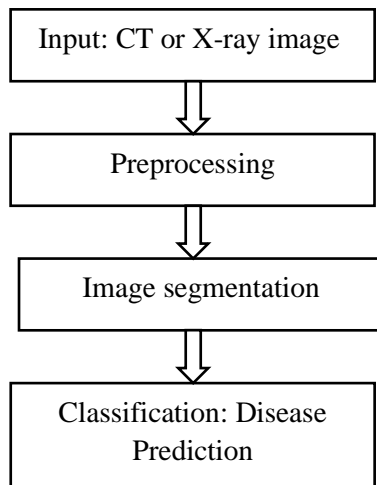 Input: CT or X-ray image
Preprocessing
Image segmentation
Classification: Disease
Prediction